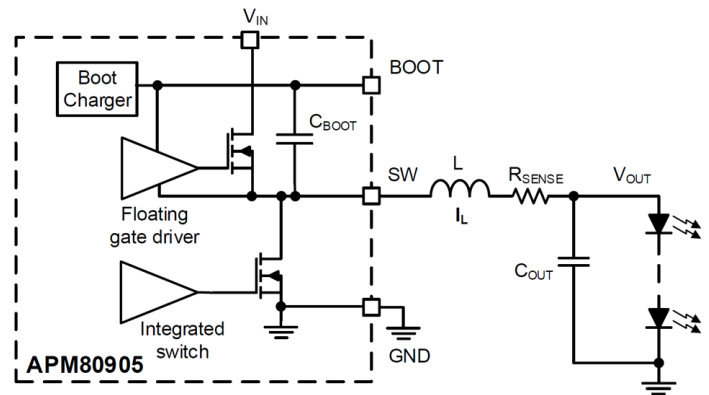 VIN
BOOT
Boot
Charger
CBOOT
SW
L
RSENSE
VOUT
IL
Floating
gate driver
COUT
Integrated
switch
GND
APM80905